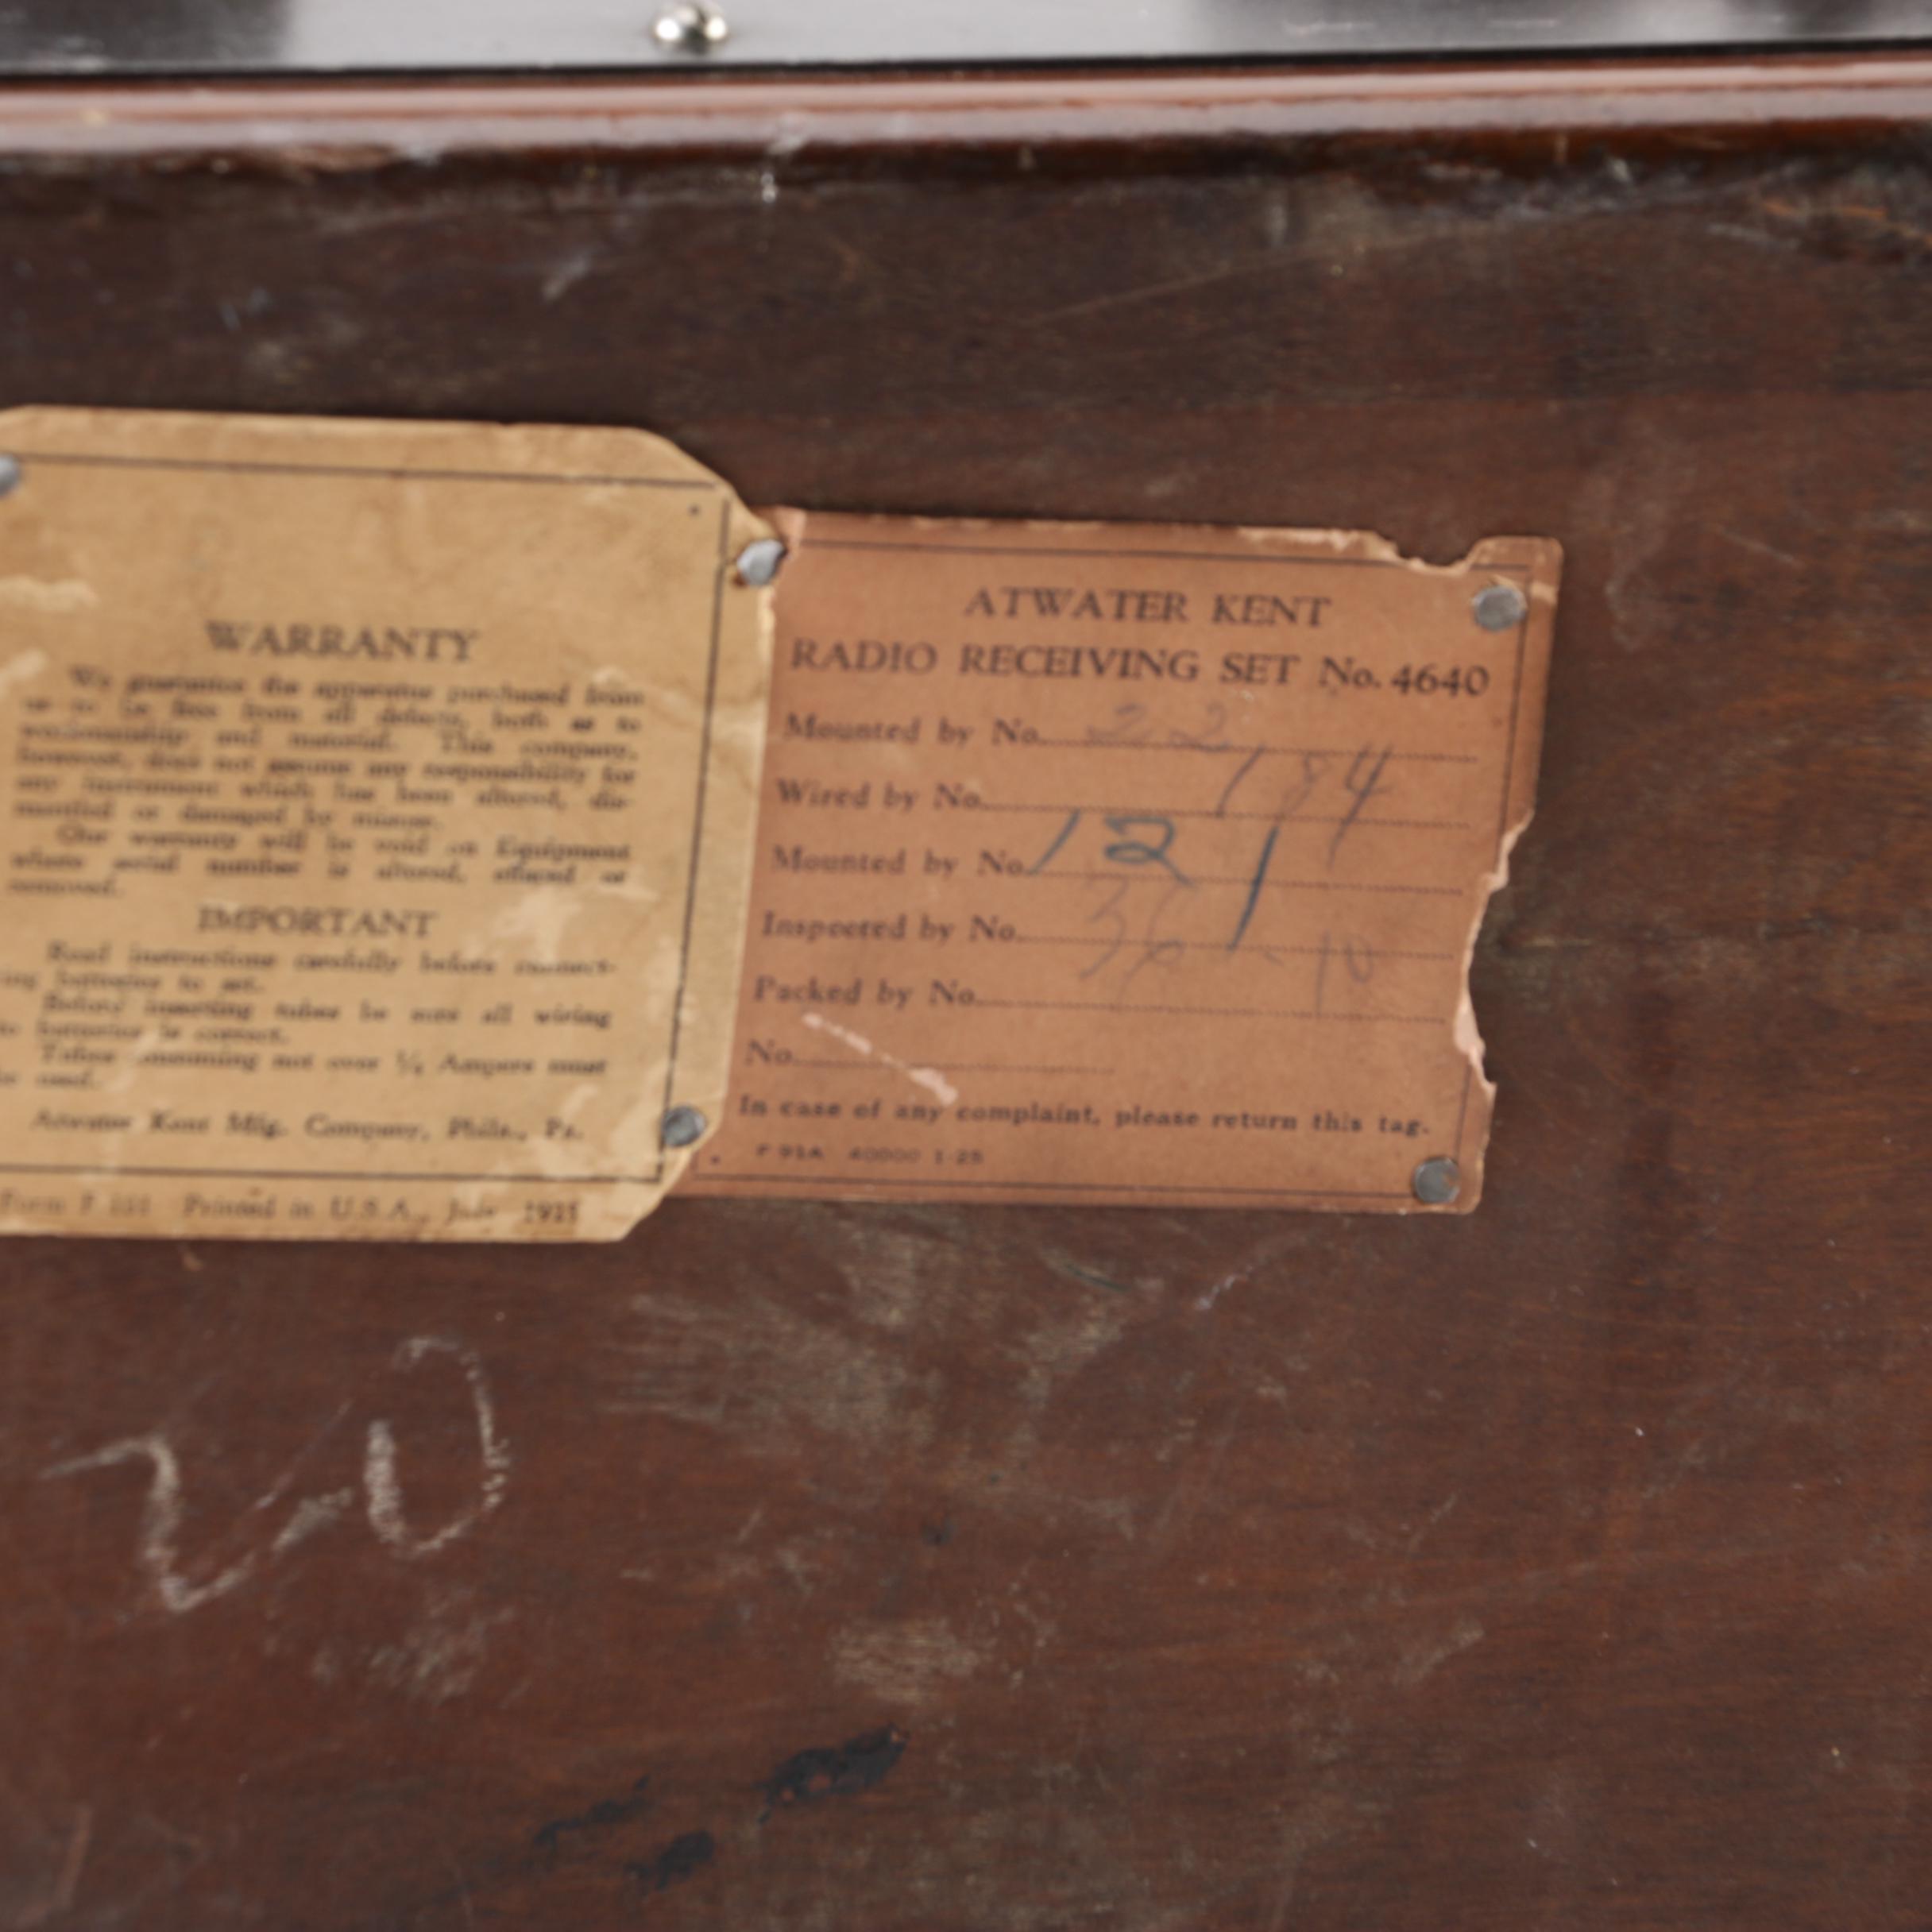 WARRANTY
We guarantee the apparatus purchased from
us to be free from all defects, both as to
workmanship and material. This company,
however, does not assume any responsibility for
any instrument which has been altered, dis-
mantled or damaged by misuse.
Our warranty will be void on Equipment
whose serial number is altered, effaced or
removed.
IMPORTANT
Read instructions carefully before connect-
ing batteries to set.
Before inserting tubes be sure all wiring
to batteries is correct.
Tubes consuming not over ¼ Ampere must
be used.
Atwater Kent Mfg. Company, Phila., Pa.
Form F Printed in U.S.A.,
ATWATER KENT
RADIO RECEIVING SET No. 4640
Mounted by No. 22
Wired by No. 184
Mounted by No. 121
Inspected by No. 36 - 10
Packed by No.
No.
In case of any complaint, please return this tag.
F 91A 1-25
20